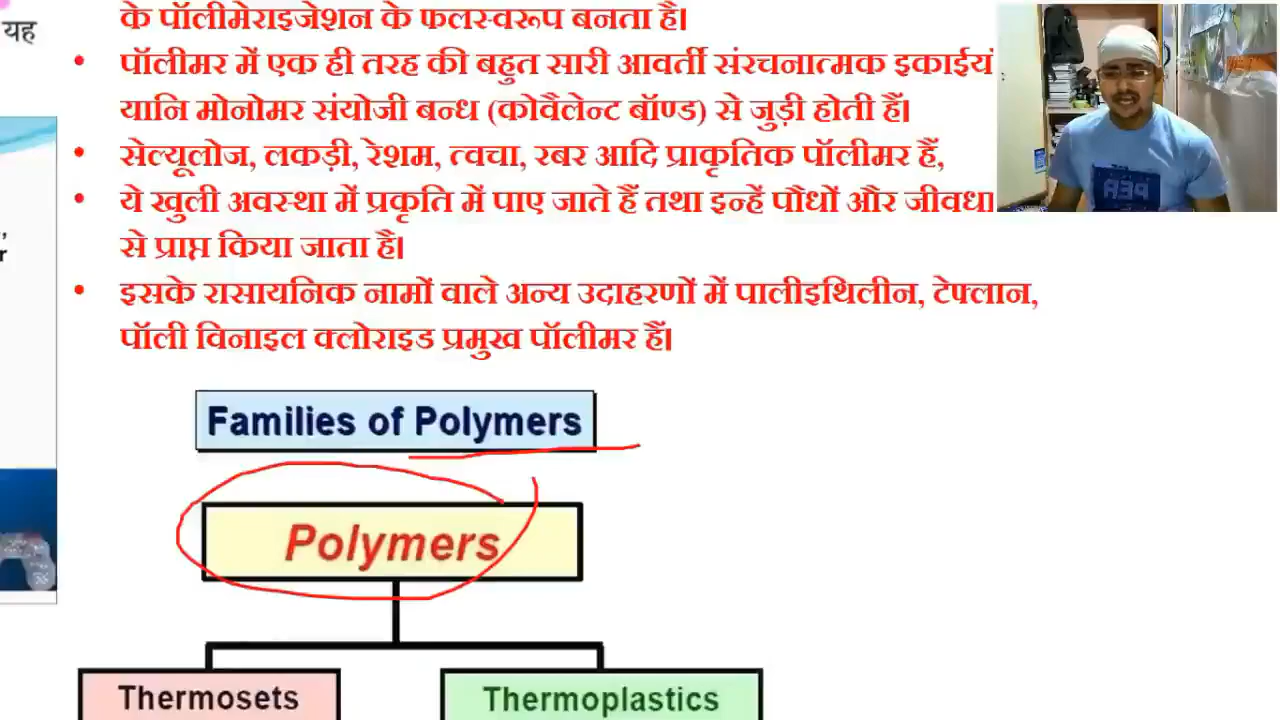 के पॉलीमेराइजेशन के फलस्वरूप बनता है।
यह
• पॉलीमर में एक ही तरह की बहुत सारी आवर्ती संरचनात्मक इकाईयां
यानि मोनोमर संयोजी बन्ध (कोवैलेन्ट बॉण्ड) से जुड़ी होती हैं।
• सेल्यूलोज, लकड़ी, रेशम, त्वचा, रबर आदि प्राकृतिक पॉलीमर हैं,
• ये खुली अवस्था में प्रकृति में पाए जाते हैं तथा इन्हें पौधों और
से प्राप्त किया जाता है।
• इसके रासायनिक नामों वाले अन्य उदाहरणों में पालीइथिलीन, टेफ्लान,
पॉली विनाइल क्लोराइड प्रमुख पॉलीमर हैं।
Families of Polymers
Polymers
Thermosets
Thermoplastics